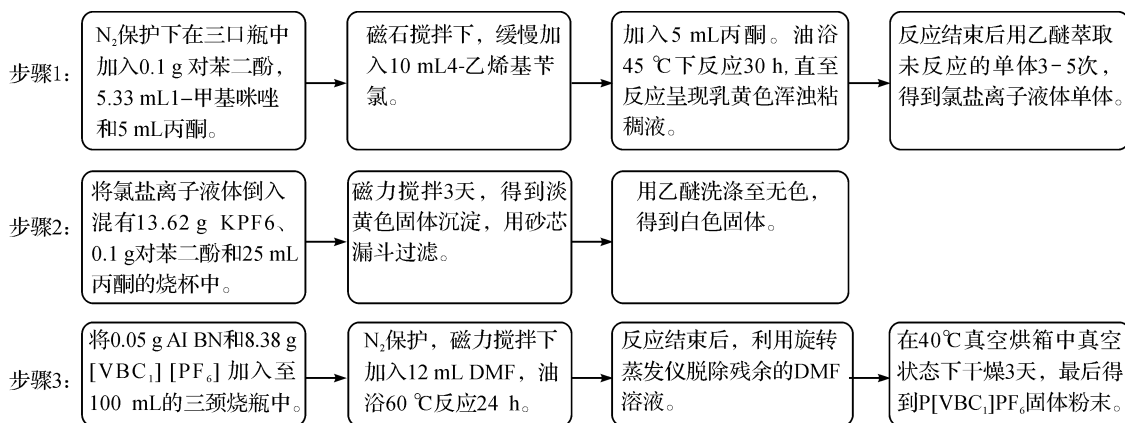 步骤1：
N₂保护下在三口瓶中
加入0.1 g 对苯二酚，
5.33 mL1-甲基咪唑
和5 mL丙酮。
磁石搅拌下，缓慢加
入10 mL4-乙烯基苄
氯。
加入5 mL丙酮。油浴
45 ℃下反应30 h,直至
反应呈现乳黄色浑浊粘
稠液。
反应结束后用乙醚萃取
未反应的单体3-5次，
得到氯盐离子液体单体。
步骤2：
将氯盐离子液体倒入
混有13.62 g KPF6、
0.1 g对苯二酚和25 mL
丙酮的烧杯中。
磁力搅拌3天，得到淡
黄色固体沉淀，用砂芯
漏斗过滤。
用乙醚洗涤至无色，
得到白色固体。
步骤3：
将0.05 g AI BN和8.38 g
[VBC₁] [PF₆] 加入至
100 mL的三颈烧瓶中。
N₂保护，磁力搅拌下
加入12 mL DMF，油
浴60 ℃反应24 h。
反应结束后，利用旋转
蒸发仪脱除残余的DMF
溶液。
在40℃真空烘箱中真空
状态下干燥3天，最后得
到P[VBC₁]PF₆固体粉末。